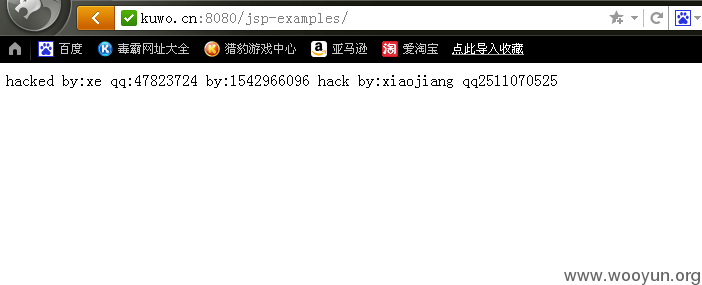 kuwo.cn:8080/jsp-examples/
百度 毒霸网址大全 猎豹游戏中心 亚马逊 爱淘宝 点此导入收藏
hacked by:xe qq:47823724 by:1542966096 hack by:xiaojiang qq2511070525
www.wooyun.org